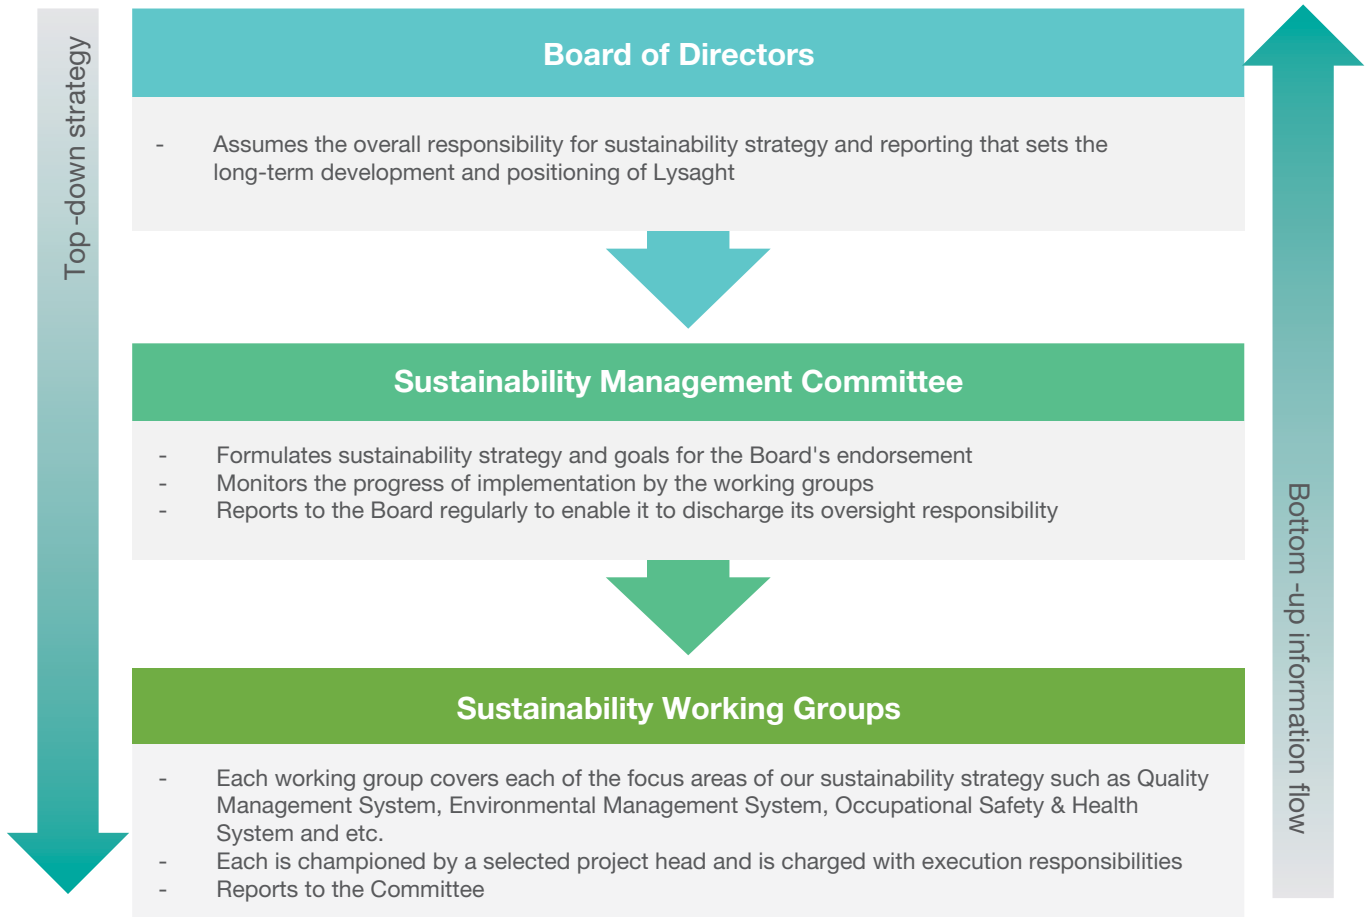 Top -down strategy
Board of Directors
- Assumes the overall responsibility for sustainability strategy and reporting that sets the
long-term development and positioning of Lysaght
Sustainability Management Committee
- Formulates sustainability strategy and goals for the Board's endorsement
- Monitors the progress of implementation by the working groups
- Reports to the Board regularly to enable it to discharge its oversight responsibility
Sustainability Working Groups
- Each working group covers each of the focus areas of our sustainability strategy such as Quality
Management System, Environmental Management System, Occupational Safety & Health
System and etc.
- Each is championed by a selected project head and is charged with execution responsibilities
- Reports to the Committee
Bottom -up information flow